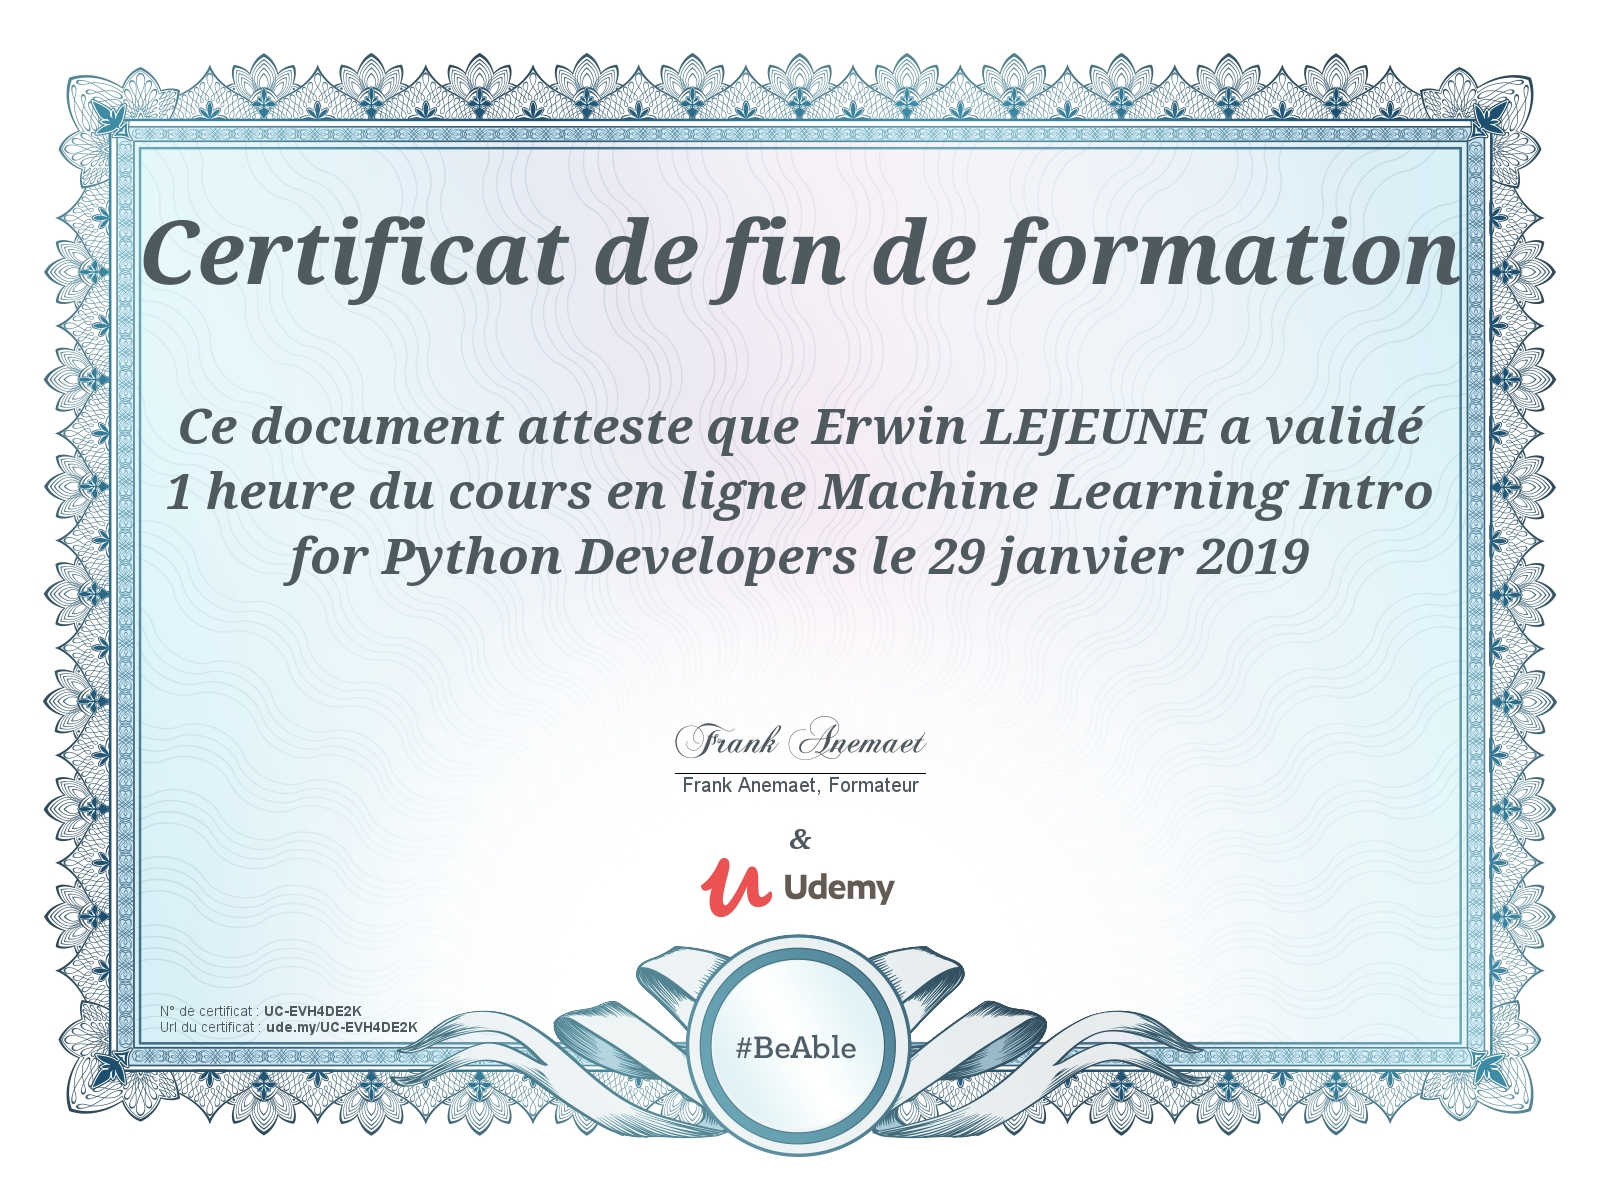 Certificat de fin de formation
Ce document atteste que Erwin LEJEUNE a validé
1 heure du cours en ligne Machine Learning Intro
for Python Developers le 29 janvier 2019
Frank Anemaet
Frank Anemaet, Formateur
&
Udemy
N° de certificat : UC-EVH4DE2K
Url du certificat : ude.my/UC-EVH4DE2K
#BeAble